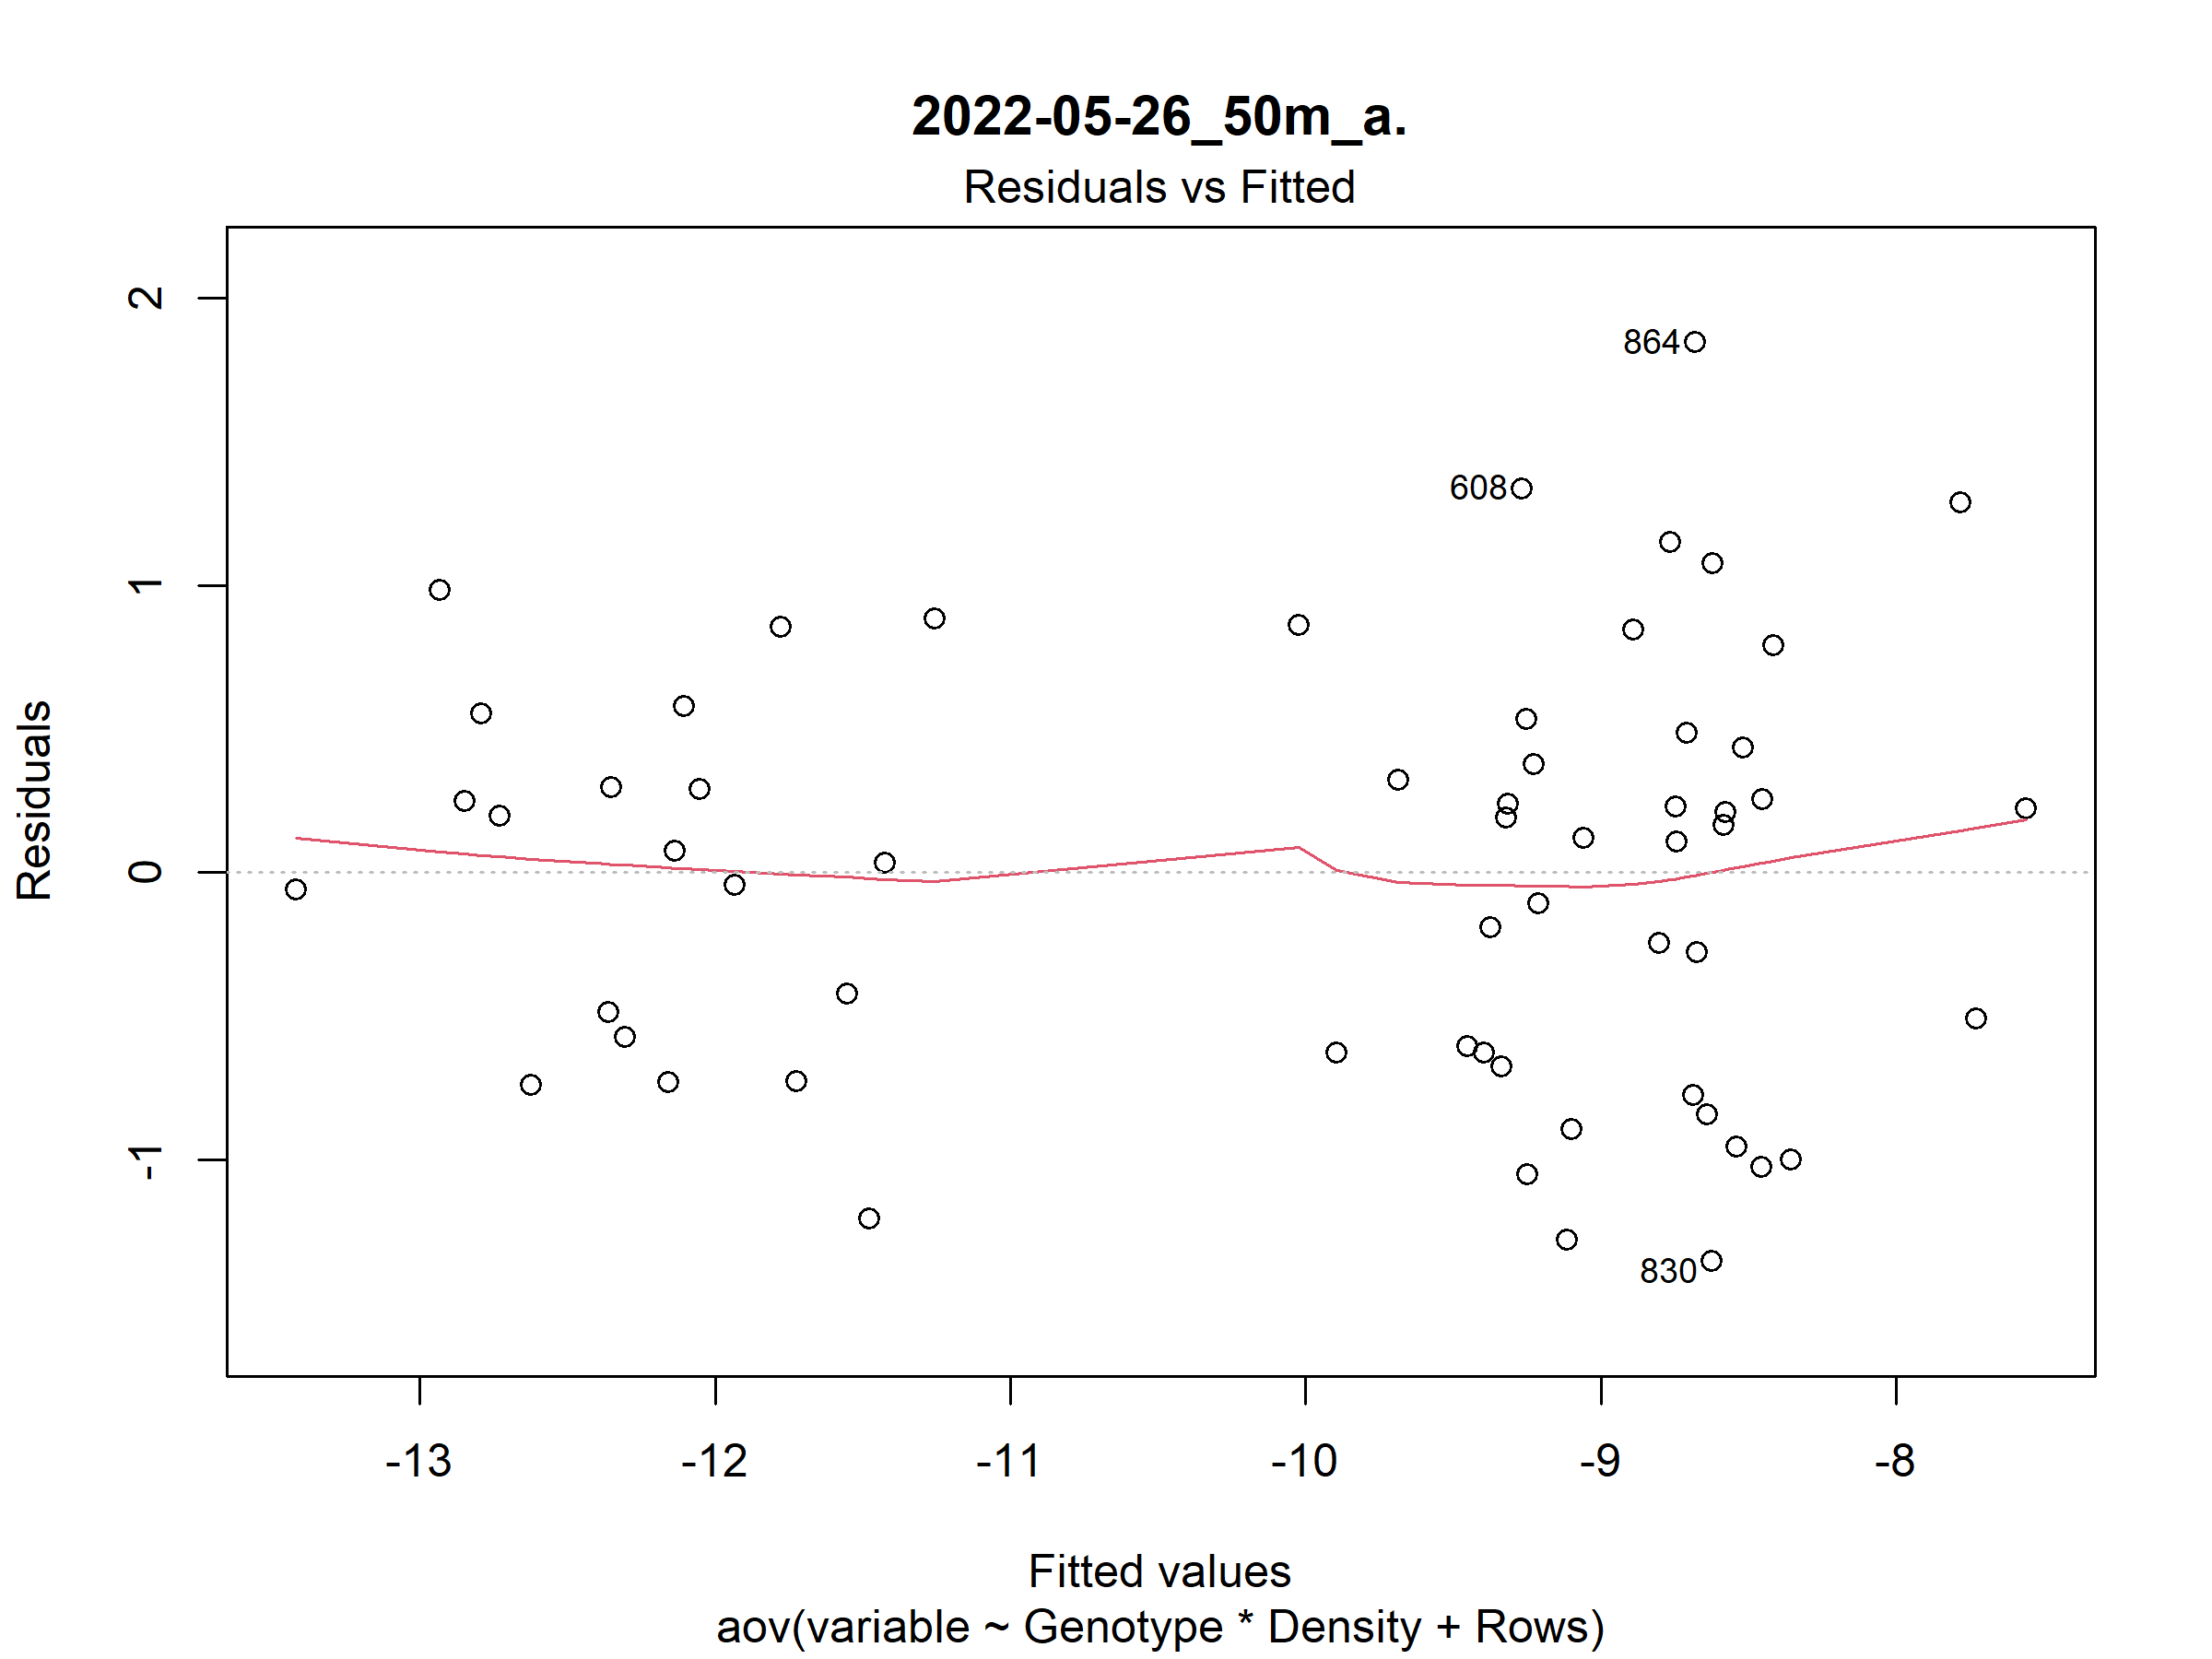 2022-05-26_50m_a.
Residuals vs Fitted
Residuals
2
1
0
-1
864
608
830
-13 -12 -11 -10 -9 -8
Fitted values
aov(variable ~ Genotype * Density + Rows)